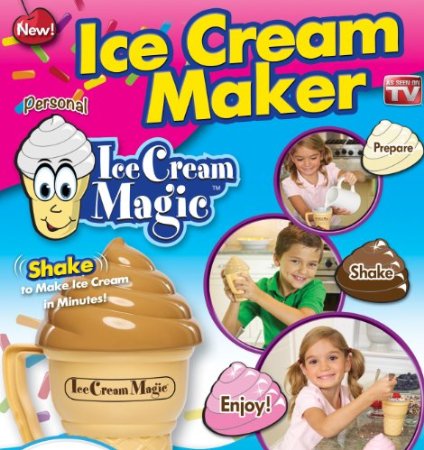 New!
Ice Cream
Maker
AS SEEN ON
TV
Personal
Ice Cream
Magic™
Prepare
Shake
to Make Ice Cream
in Minutes!
Shake
Ice Cream Magic
Enjoy!